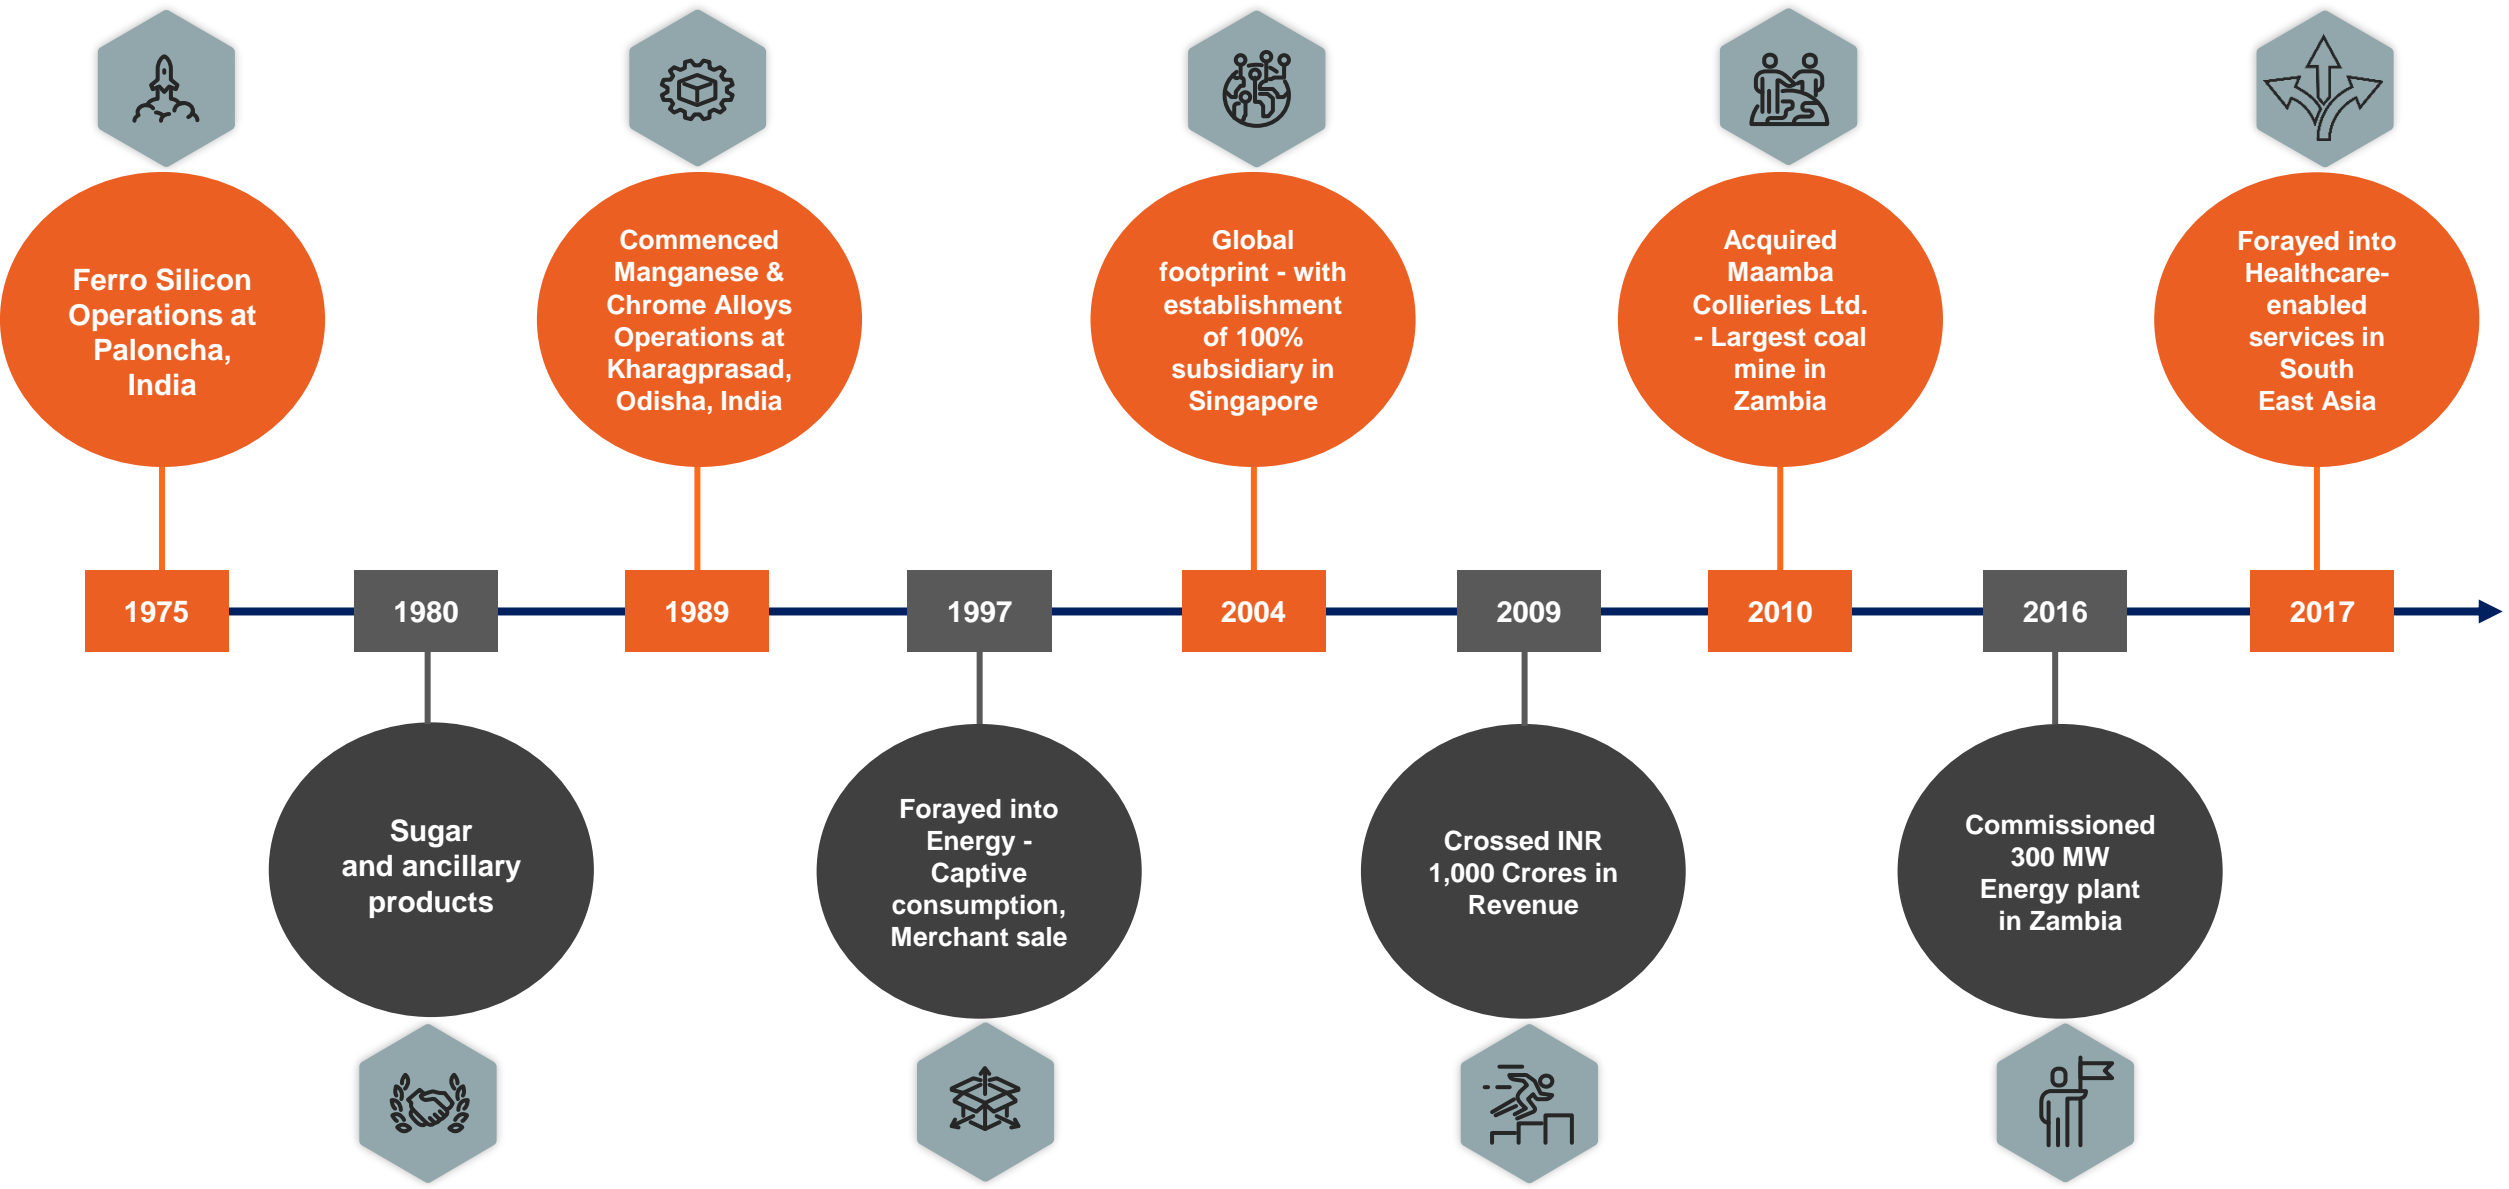 Ferro Silicon
Operations at
Paloncha,
India
Commenced
Manganese &
Chrome Alloys
Operations at
Kharagprasad,
Odisha, India
Global
footprint - with
establishment
of 100%
subsidiary in
Singapore
Acquired
Maamba
Collieries Ltd.
- Largest coal
mine in
Zambia
Forayed into
Healthcare-
enabled
services in
South
East Asia
1975
1980
1989
1997
2004
2009
2010
2016
2017
Sugar
and ancillary
products
Forayed into
Energy -
Captive
consumption,
Merchant sale
Crossed INR
1,000 Crores in
Revenue
Commissioned
300 MW
Energy plant
in Zambia